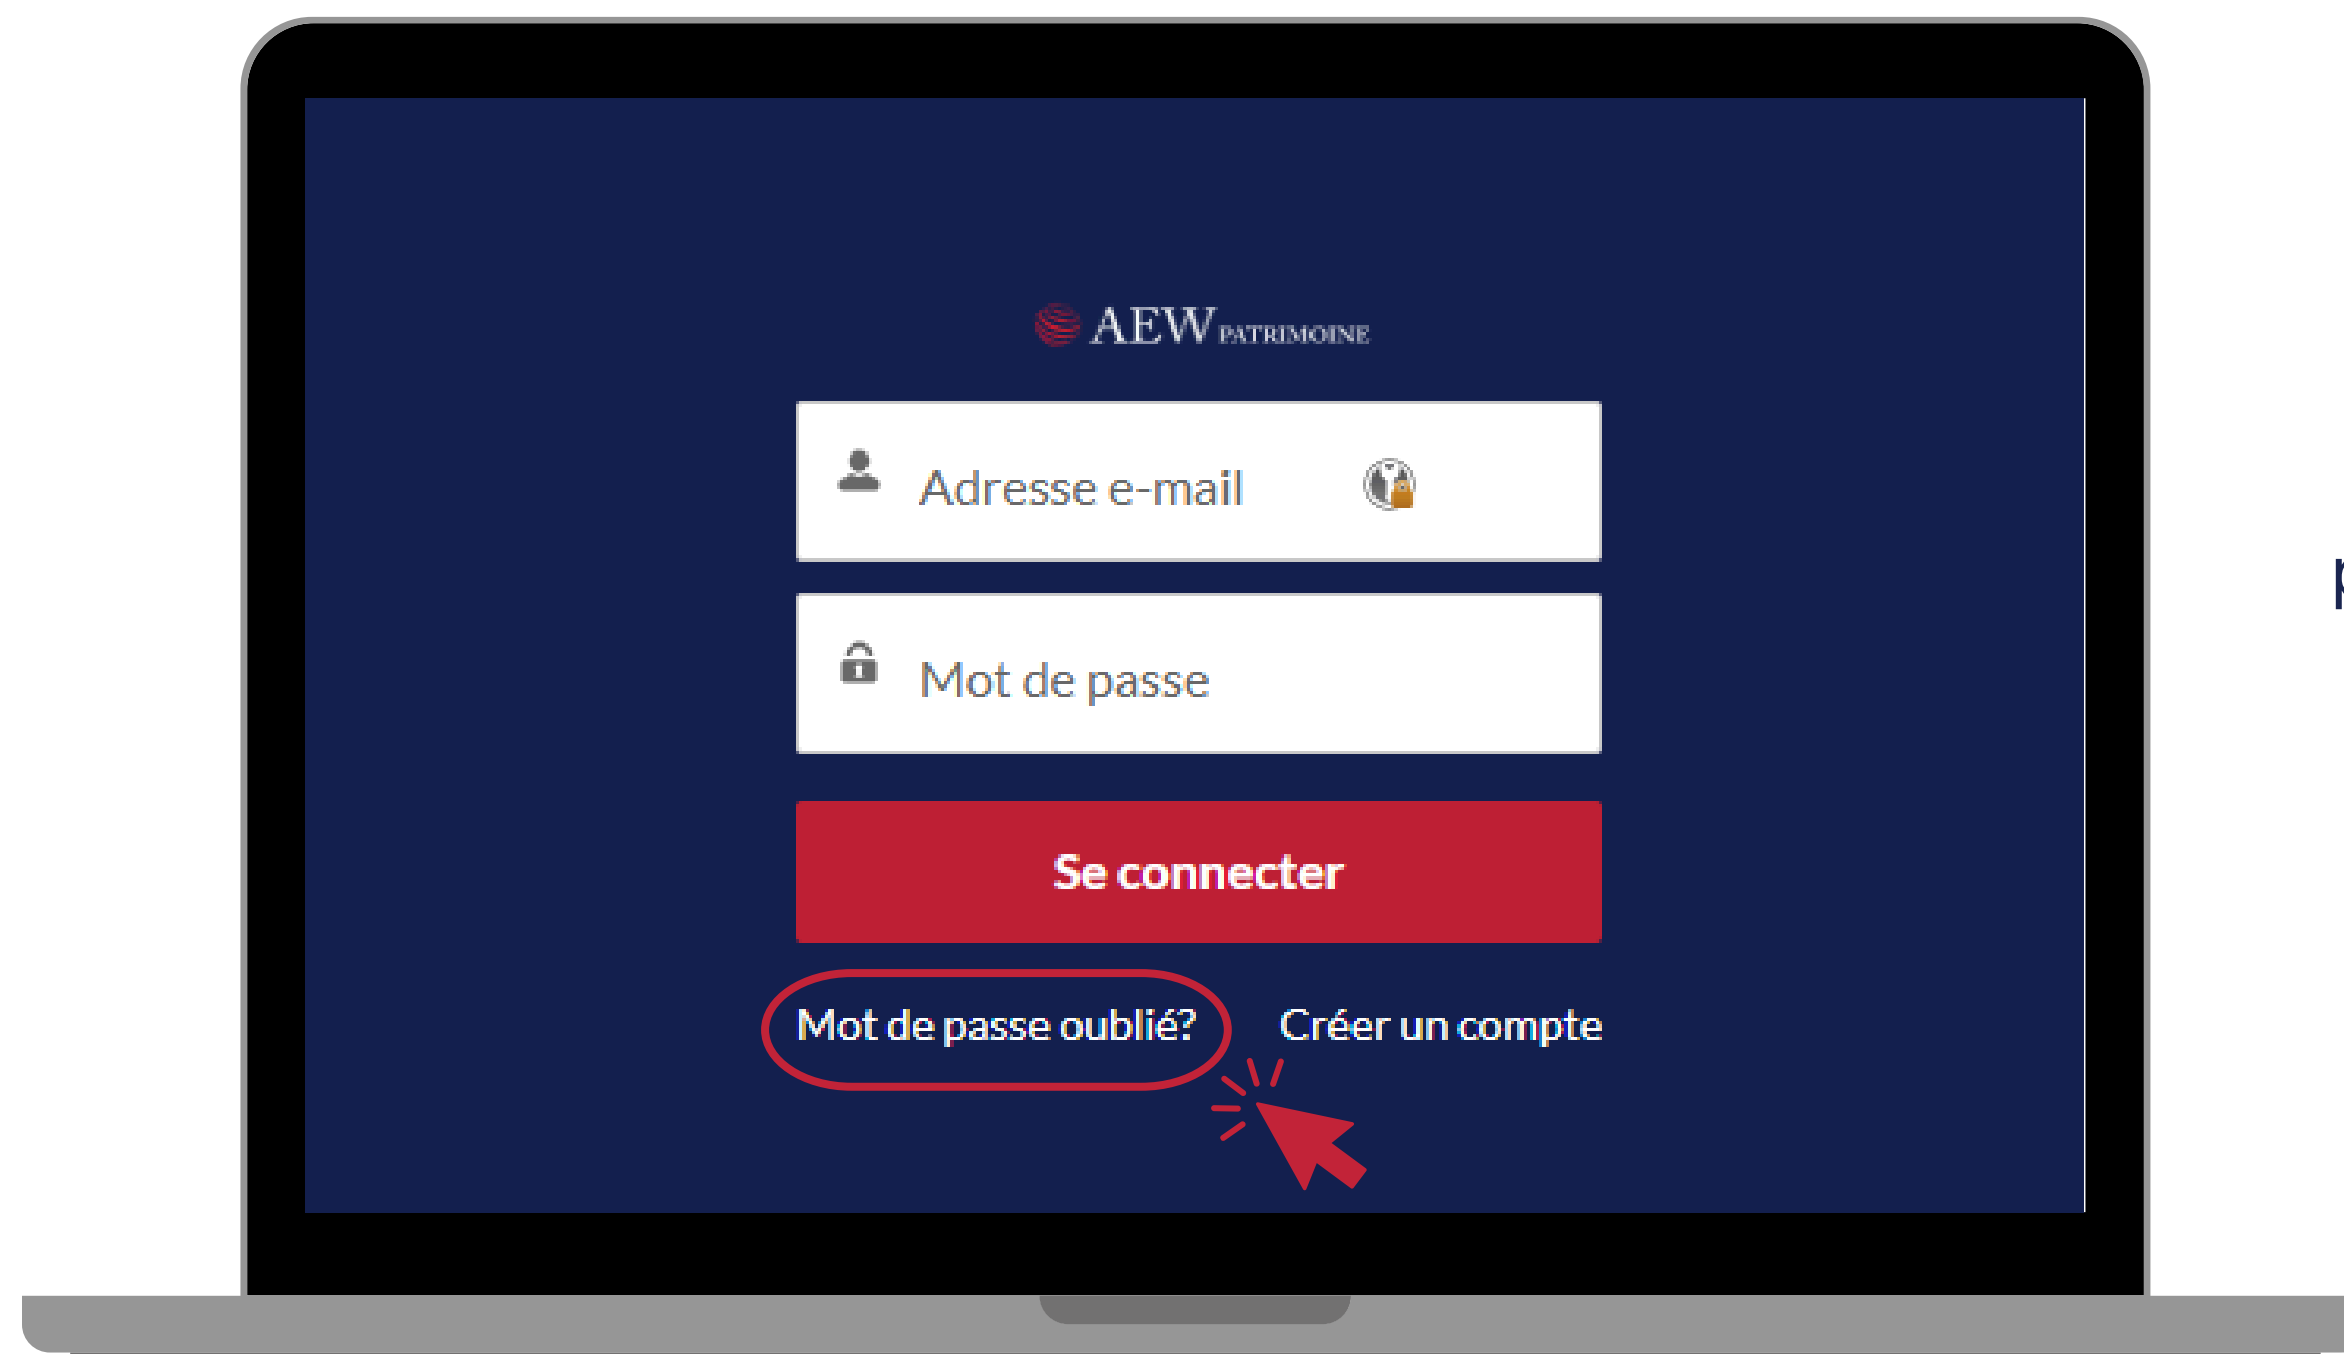 AEW PATRIMOINE
Adresse e-mail
Mot de passe
Se connecter
Mot de passe oublié?
Créer un compte